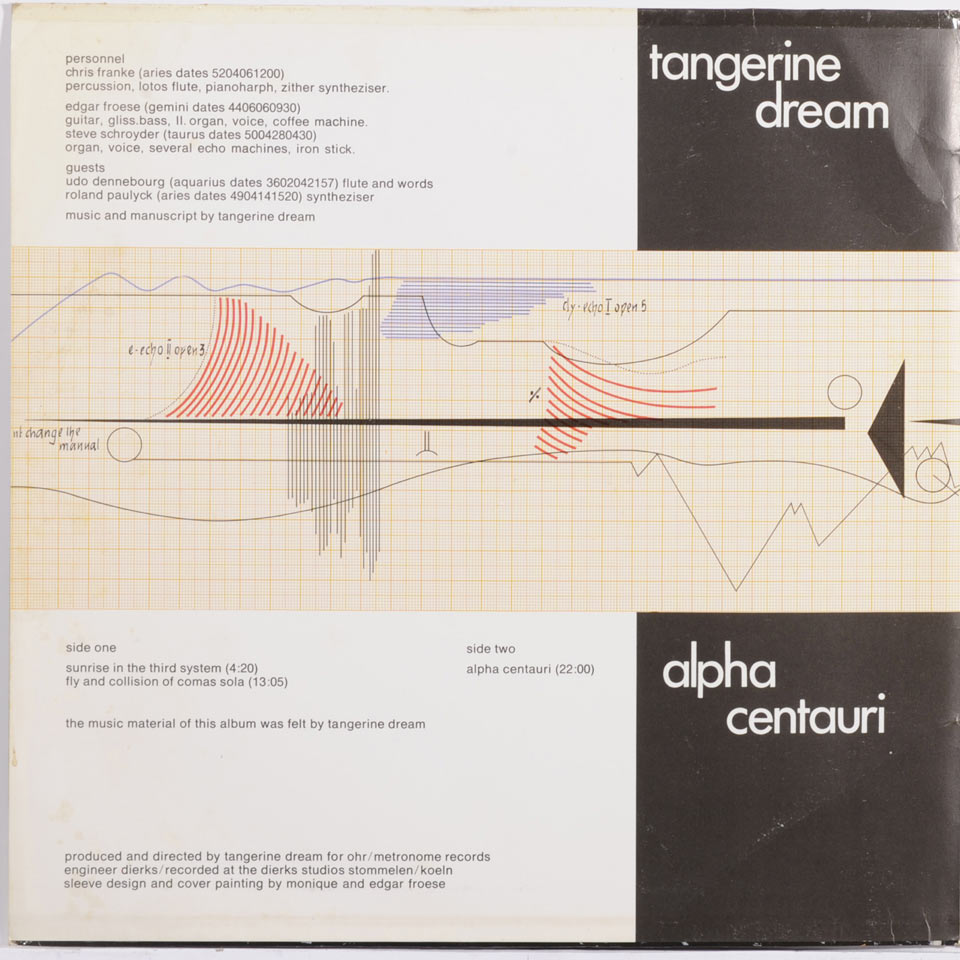 personnel
chris franke (aries dates 5204061200)
percussion, lotos flute, pianoharph, zither syntheziser.
edgar froese (gemini dates 4406060930)
guitar, gliss.bass, II. organ, voice, coffee machine.
steve schroyder (taurus dates 5004280430)
organ, voice, several echo machines, iron stick.
guests
udo dennebourg (aquarius dates 3602042157) flute and words
roland paulyck (aries dates 4904141520) syntheziser
music and manuscript by tangerine dream
tangerine
dream
e-echo II open 3
cly-echo I open 5
%
change the
manual
side one
sunrise in the third system (4:20)
fly and collision of comas sola (13:05)
side two
alpha centauri (22:00)
the music material of this album was felt by tangerine dream
alpha
centauri
produced and directed by tangerine dream for ohr/metronome records
engineer dierks/recorded at the dierks studios stommelen/koeln
sleeve design and cover painting by monique and edgar froese